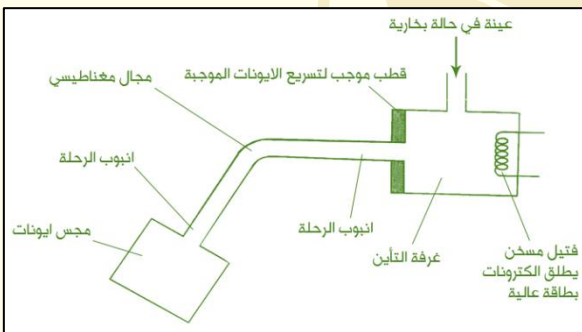 عينة في حالة بخارية
قطب موجب لتسريع الايونات الموجبة
مجال مغناطيسي
انبوب الرحلة
مجس ايونات
انبوب الرحلة
غرفة التأين
فتيل مسخن
يطلق الكترونات
بطاقة عالية